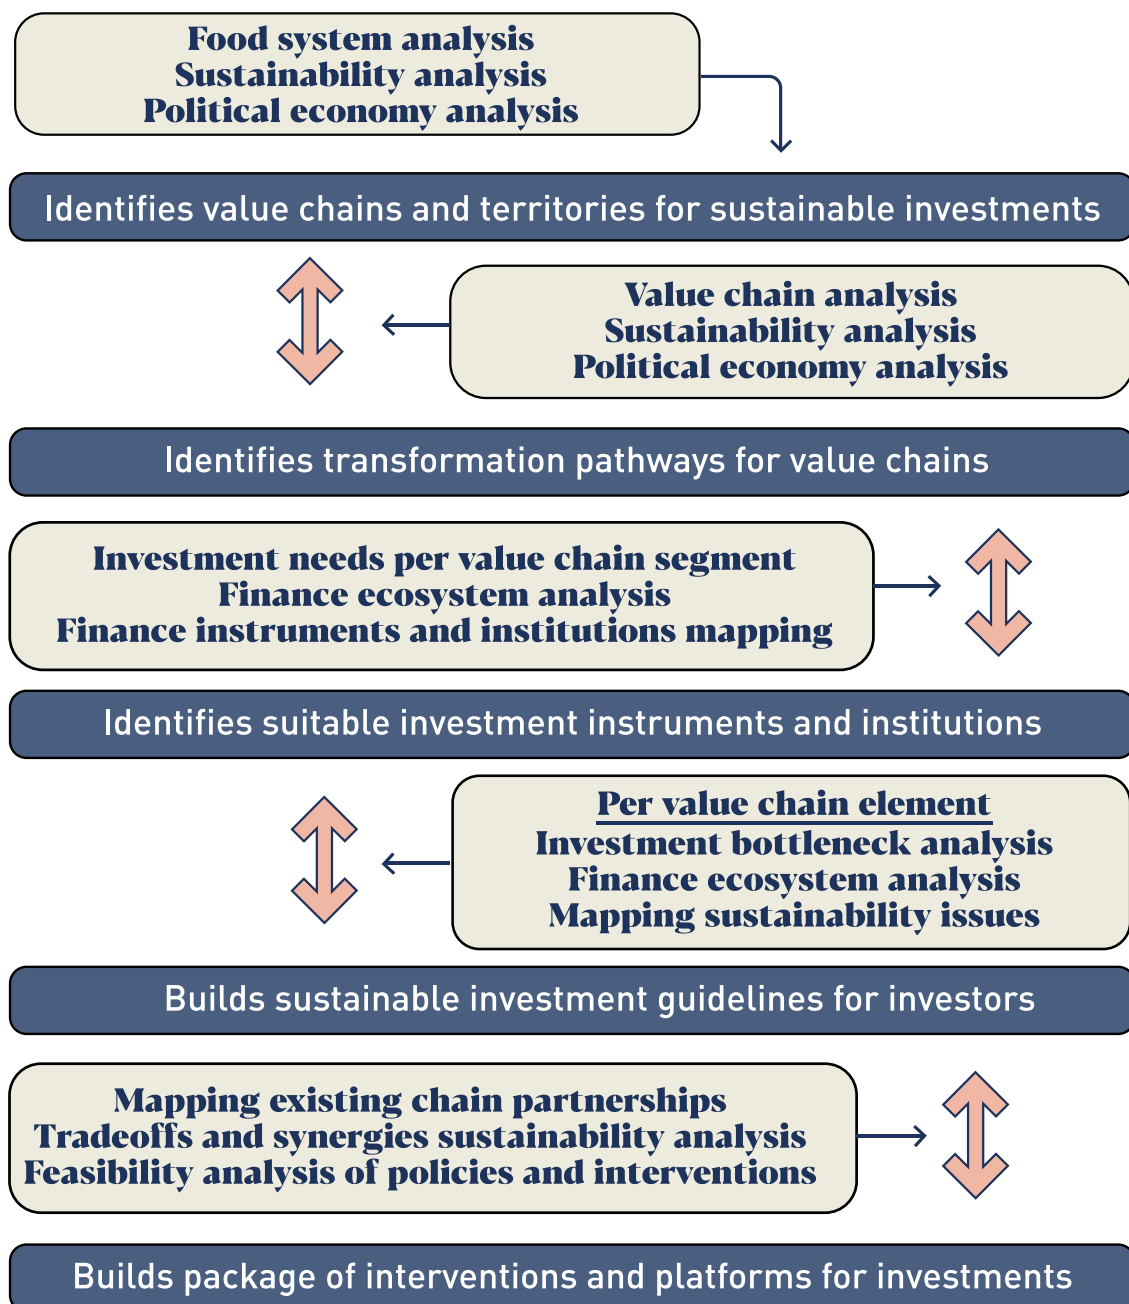 Food system analysis
Sustainability analysis
Political economy analysis
Identifies value chains and territories for sustainable investments
Value chain analysis
Sustainability analysis
Political economy analysis
Identifies transformation pathways for value chains
Investment needs per value chain segment
Finance ecosystem analysis
Finance instruments and institutions mapping
Identifies suitable investment instruments and institutions
Per value chain element
Investment bottleneck analysis
Finance ecosystem analysis
Mapping sustainability issues
Builds sustainable investment guidelines for investors
Mapping existing chain partnerships
Tradeoffs and synergies sustainability analysis
Feasibility analysis of policies and interventions
Builds package of interventions and platforms for investments